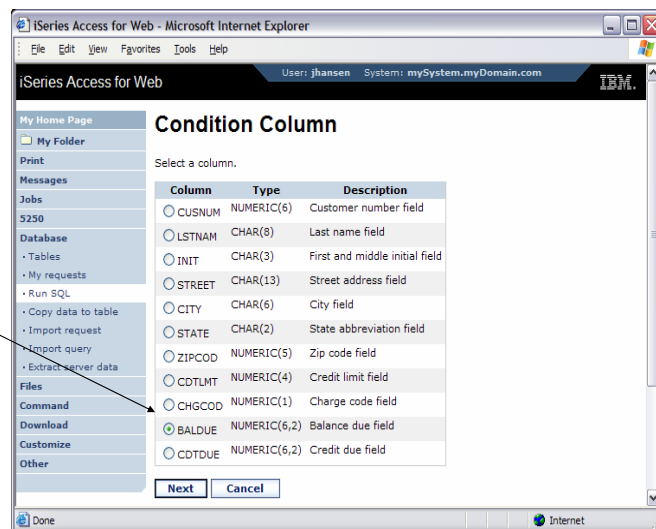 iSeries Access for Web - Microsoft Internet Explorer
File Edit View Favorites Tools Help
iSeries Access for Web
User: jhansen System: mySystem.myDomain.com
IBM.
My Home Page
My Folder
Print
Messages
Jobs
5250
Database
• Tables
• My requests
• Run SQL
• Copy data to table
• Import request
• Import query
• Extract server data
Files
Command
Download
Customize
Other
Condition Column
Select a column.
Column Type Description
CUSNUM NUMERIC(6) Customer number field
LSTNAM CHAR(8) Last name field
INIT CHAR(3) First and middle initial field
STREET CHAR(13) Street address field
CITY CHAR(6) City field
STATE CHAR(2) State abbreviation field
ZIPCOD NUMERIC(5) Zip code field
CDTLMT NUMERIC(4) Credit limit field
CHGCOD NUMERIC(1) Charge code field
BALDUE NUMERIC(6,2) Balance due field
CDTDUE NUMERIC(6,2) Credit due field
Next Cancel
Done Internet